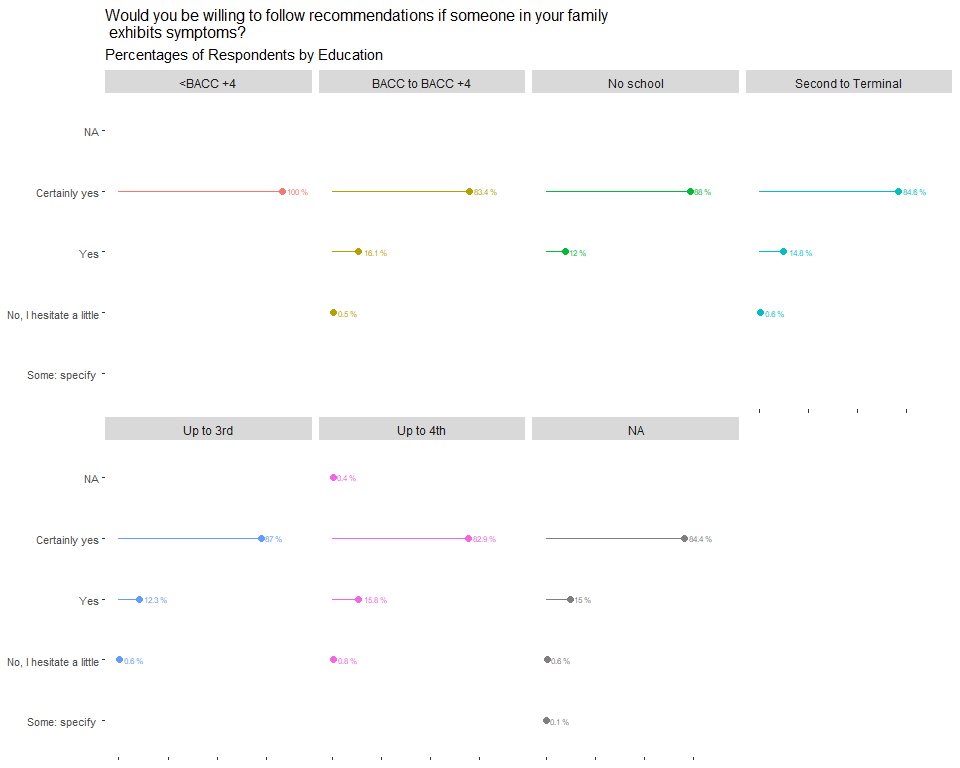 Would you be willing to follow recommendations if someone in your family
exhibits symptoms?
Percentages of Respondents by Education
<BACC +4
BACC to BACC +4
No school
Second to Terminal
NA
Certainly yes
100 %
83.4 %
88 %
84.6 %
Yes
16.1 %
12 %
14.8 %
No, I hesitate a little
0.5 %
0.6 %
Some: specify
Up to 3rd
Up to 4th
NA
NA
0.4 %
Certainly yes
87 %
82.9 %
84.4 %
Yes
12.3 %
15.8 %
15 %
No, I hesitate a little
0.6 %
0.8 %
0.6 %
Some: specify
0.1 %